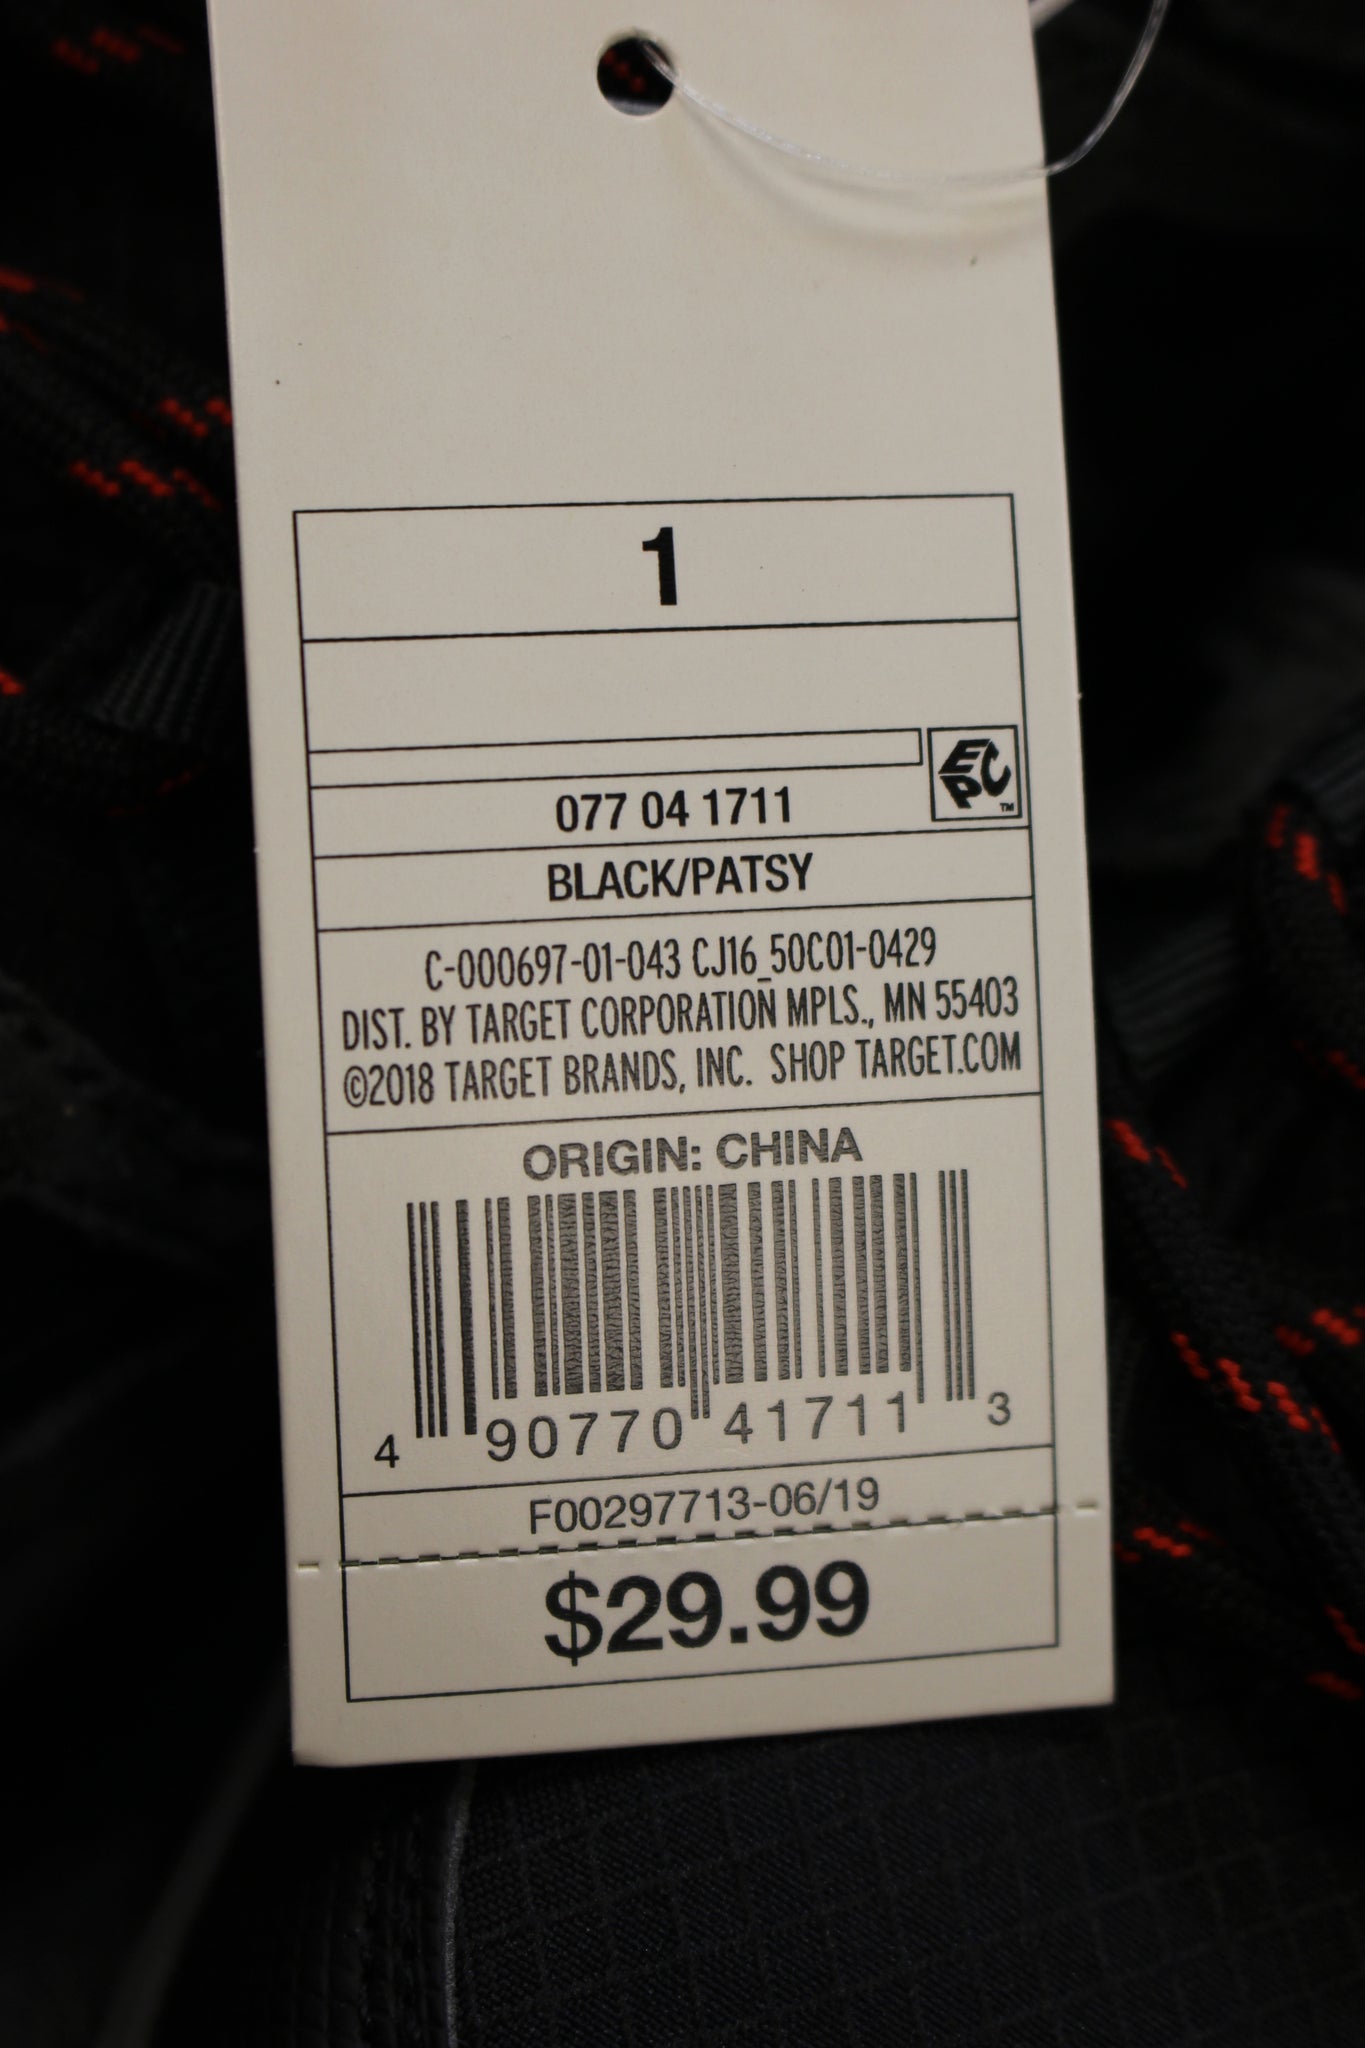 1
EPC
™
077 04 1711
BLACK/PATSY
C-000697-01-043 CJ16_50C01-0429
DIST. BY TARGET CORPORATION MPLS., MN 55403
©2018 TARGET BRANDS, INC. SHOP TARGET.COM
ORIGIN: CHINA
4 90770 41711 3
F00297713-06/19
$29.99